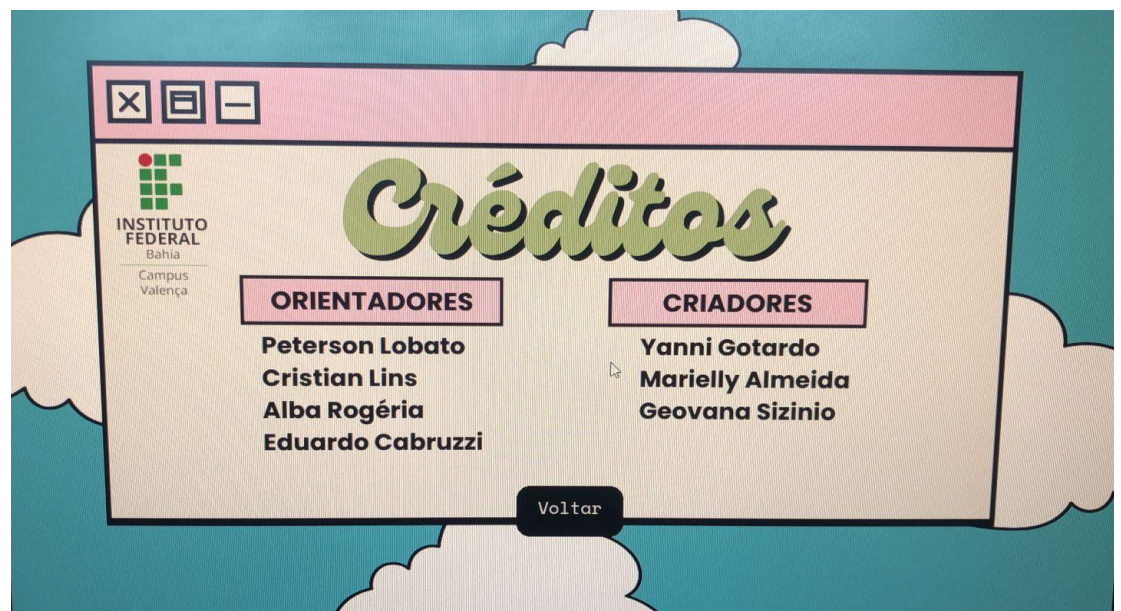 INSTITUTO
FEDERAL
Bahia
Campus
Valença
Créditos
ORIENTADORES
Peterson Lobato
Cristian Lins
Alba Rogéria
Eduardo Cabruzzi
CRIADORES
Yanni Gotardo
Marielly Almeida
Geovana Sizinio
Voltar